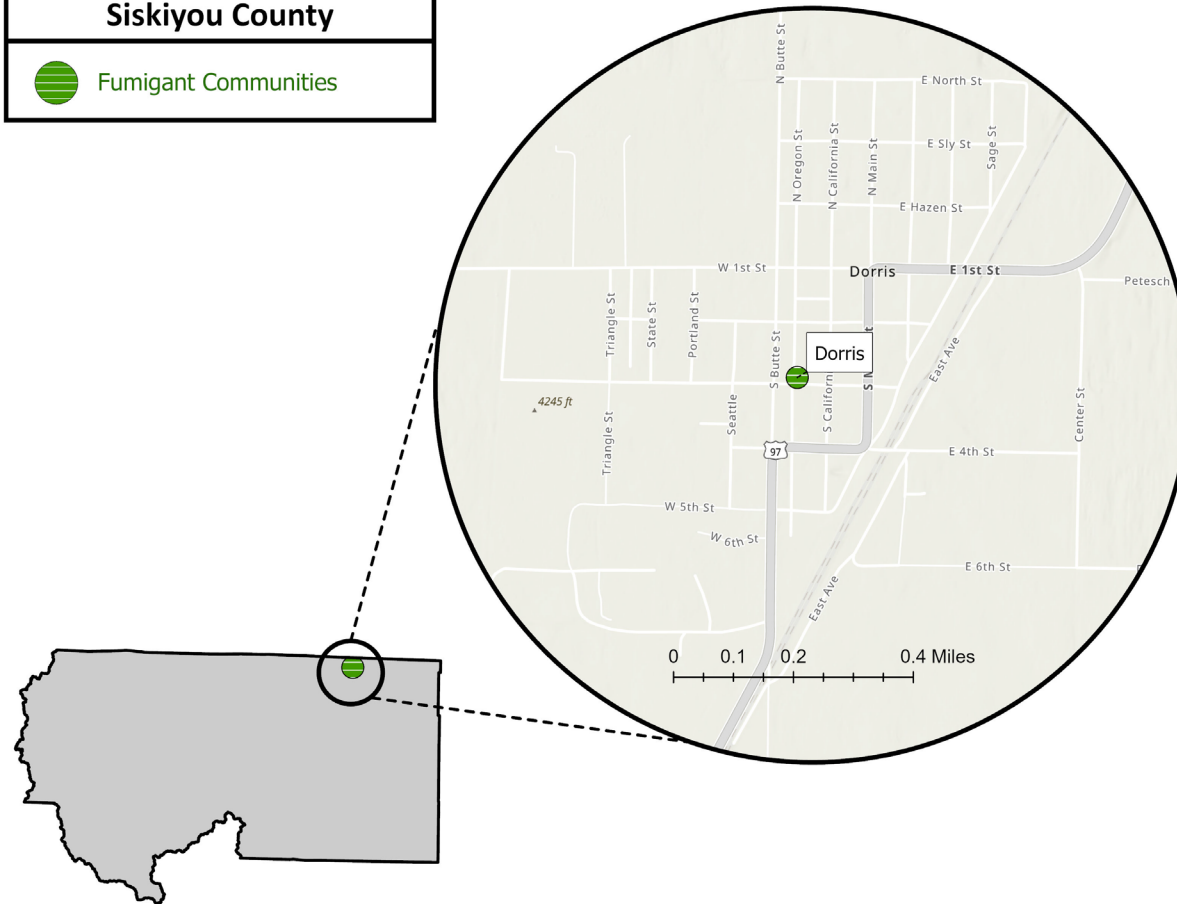 Siskiyou County
Fumigant Communities
N Butte St
E North St
N Oregon St
N California St
N Main St
E Sly St
Sage St
E Hazen St
W 1st St
Dorris
E 1st St
Petesch
Triangle St
State St
Portland St
S Butte St
Dorris
East Ave
4245 ft
Seattle
Triangle St
S Californ
Center St
97
E 4th St
W 5th St
W 6th St
E 6th St
East Ave
0 0.1 0.2 0.4 Miles